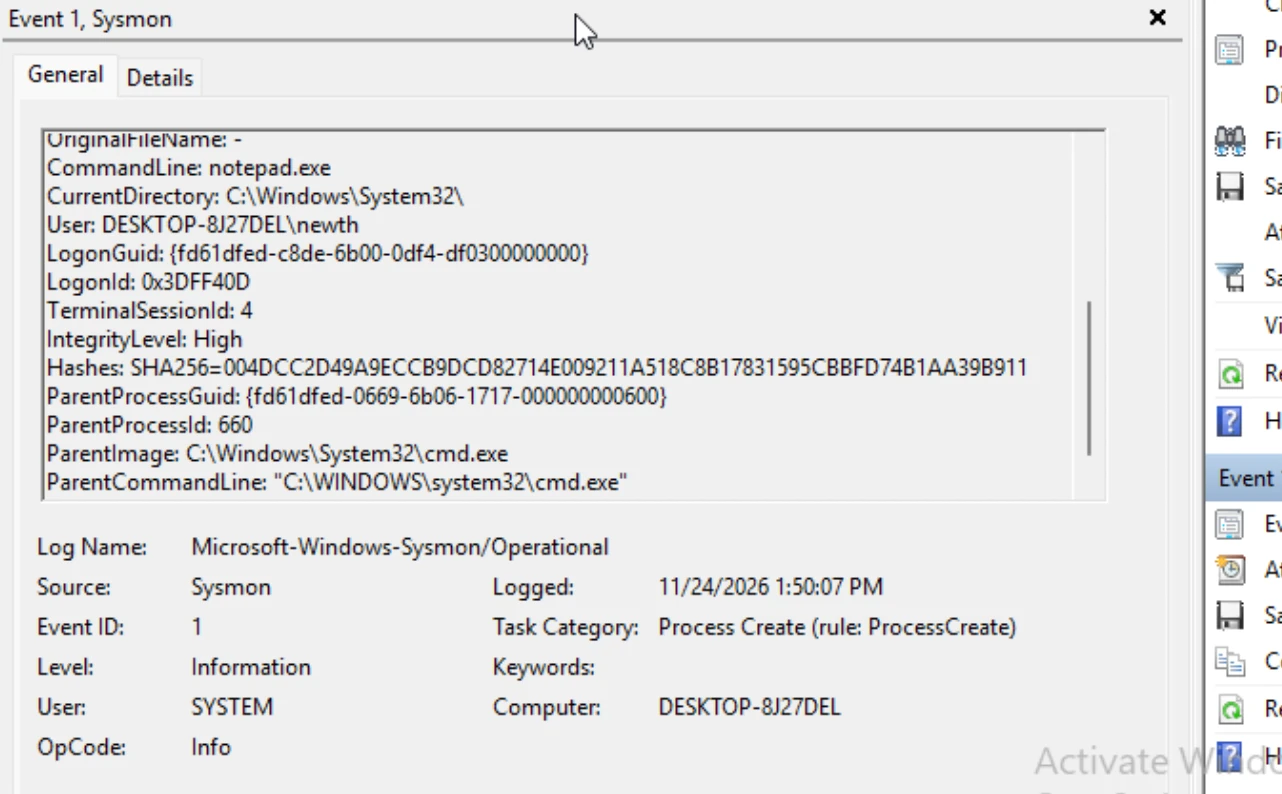 Event 1, Sysmon
General
Details
OriginalFileName: -
CommandLine: notepad.exe
CurrentDirectory: C:\Windows\System32\
User: DESKTOP-8J27DEL\newth
LogonGuid: {fd61dfed-c8de-6b00-0df4-df0300000000}
LogonId: 0x3DFF40D
TerminalSessionId: 4
IntegrityLevel: High
Hashes: SHA256=004DCC2D49A9ECCB9DCD82714E009211A518C8B17831595CBBFD74B1AA39B911
ParentProcessGuid: {fd61dfed-0669-6b06-1717-000000000600}
ParentProcessId: 660
ParentImage: C:\Windows\System32\cmd.exe
ParentCommandLine: "C:\WINDOWS\system32\cmd.exe"
Log Name: Microsoft-Windows-Sysmon/Operational
Source: Sysmon Logged: 11/24/2026 1:50:07 PM
Event ID: 1 Task Category: Process Create (rule: ProcessCreate)
Level: Information Keywords:
User: SYSTEM Computer: DESKTOP-8J27DEL
OpCode: Info
Event
Activate